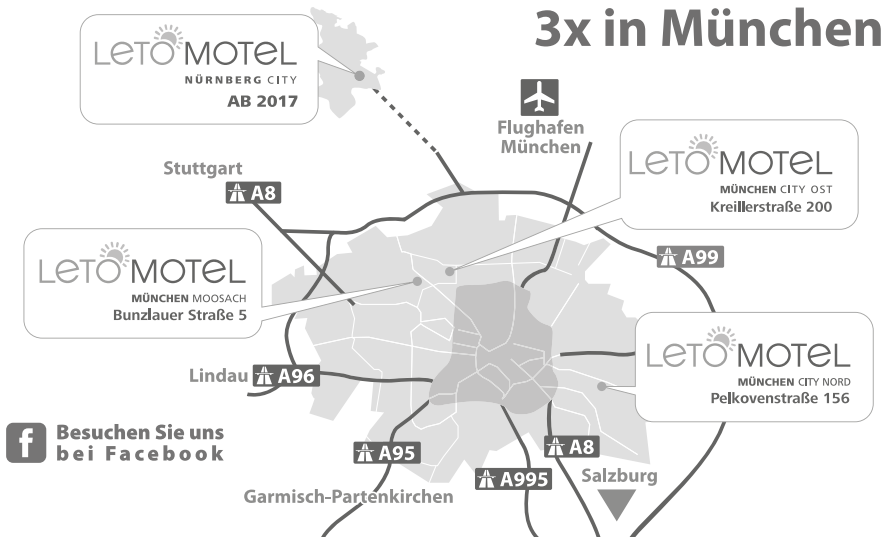 3x in München
LETO MOTEL
NÜRNBERG CITY
AB 2017
Flughafen
München
Stuttgart
A8
LETO MOTEL
MÜNCHEN CITY OST
Kreillerstraße 200
A99
LETO MOTEL
MÜNCHEN MOOSACH
Bunzlauer Straße 5
LETO MOTEL
MÜNCHEN CITY NORD
Pelkovenstraße 156
Lindau A96
f Besuchen Sie uns
bei Facebook
A95
A8
A995
Salzburg
Garmisch-Partenkirchen